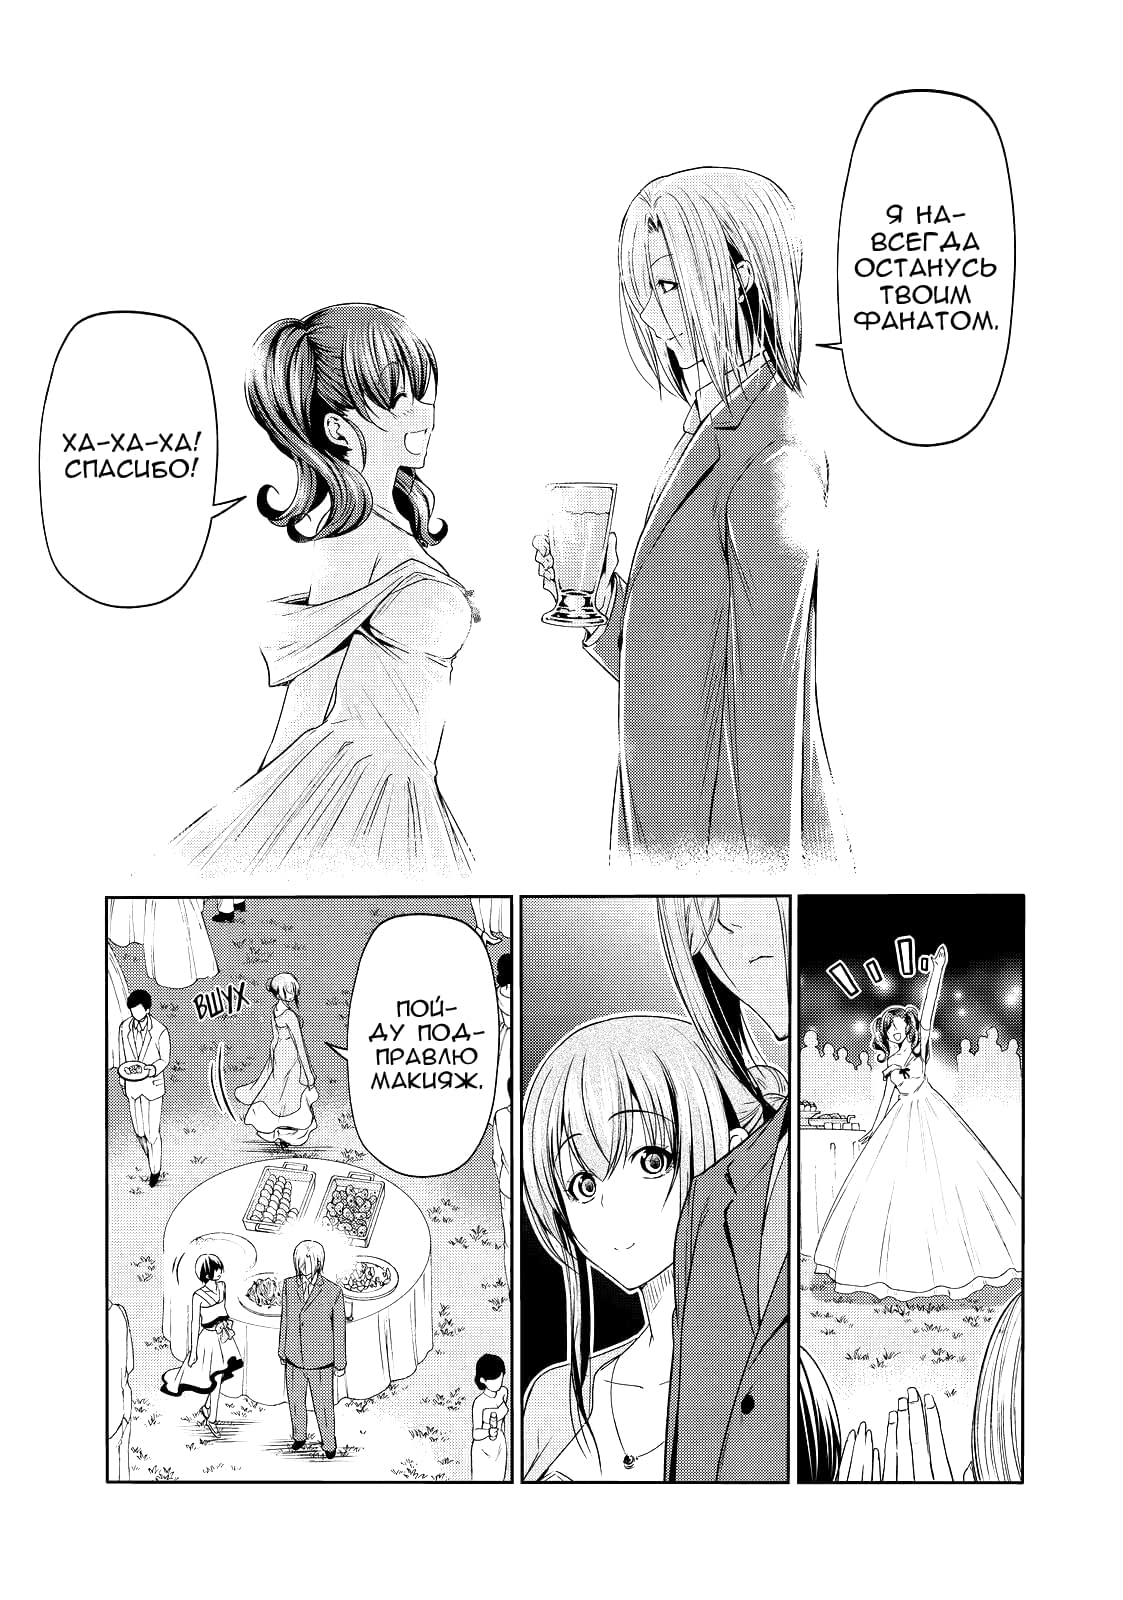 Я НА-
ВСЕГДА
ОСТАНУСЬ
ТВОИМ
ФАНАТОМ.
ХА-ХА-ХА!
СПАСИБО!
ПОЙ-
ДУ ПОД-
ПРАВЛЮ
МАКИЯЖ.
ВШУХ